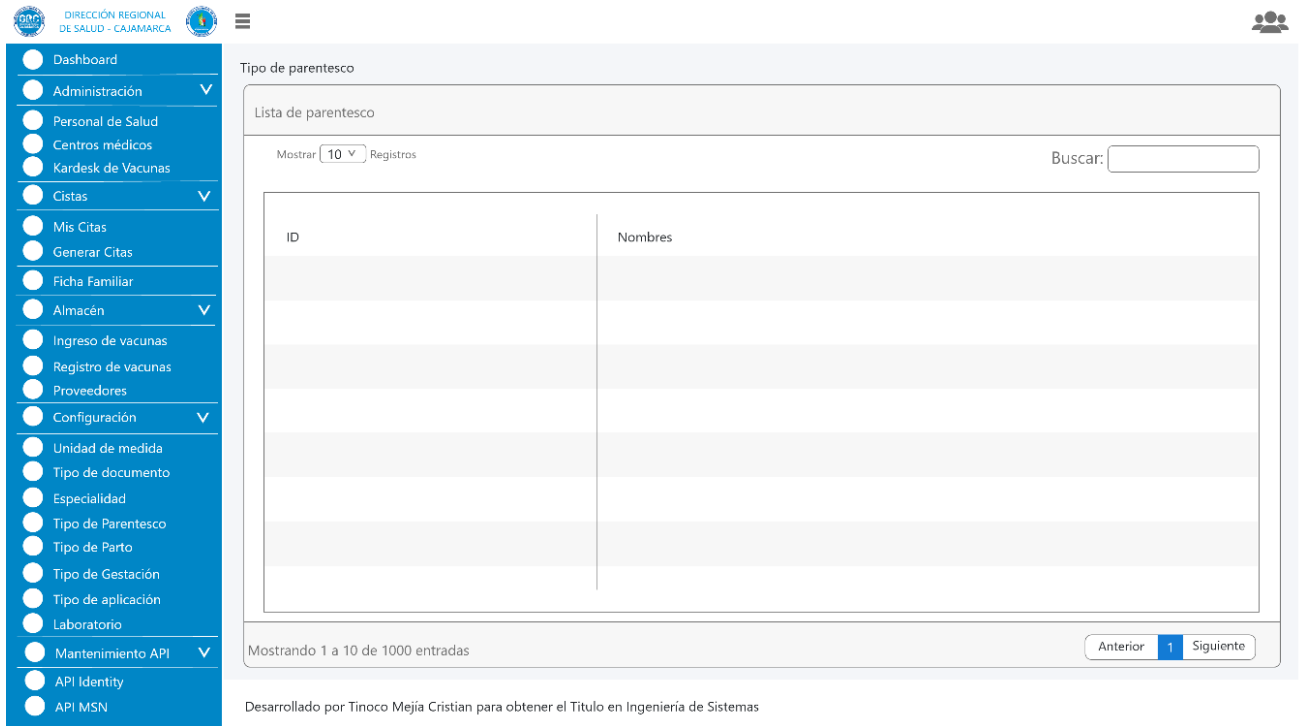 DIRECCIÓN REGIONAL
DE SALUD - CAJAMARCA
Dashboard
Administración
Personal de Salud
Centros médicos
Kardesk de Vacunas
Cistas
Mis Citas
Generar Citas
Ficha Familiar
Almacén
Ingreso de vacunas
Registro de vacunas
Proveedores
Configuración
Unidad de medida
Tipo de documento
Especialidad
Tipo de Parentesco
Tipo de Parto
Tipo de Gestación
Tipo de aplicación
Laboratorio
Mantenimiento API
API Identity
API MSN
Tipo de parentesco
Lista de parentesco
Mostrar 10 Registros
Buscar:
ID Nombres
Mostrando 1 a 10 de 1000 entradas
Anterior 1 Siguiente
Desarrollado por Tinoco Mejía Cristian para obtener el Titulo en Ingeniería de Sistemas